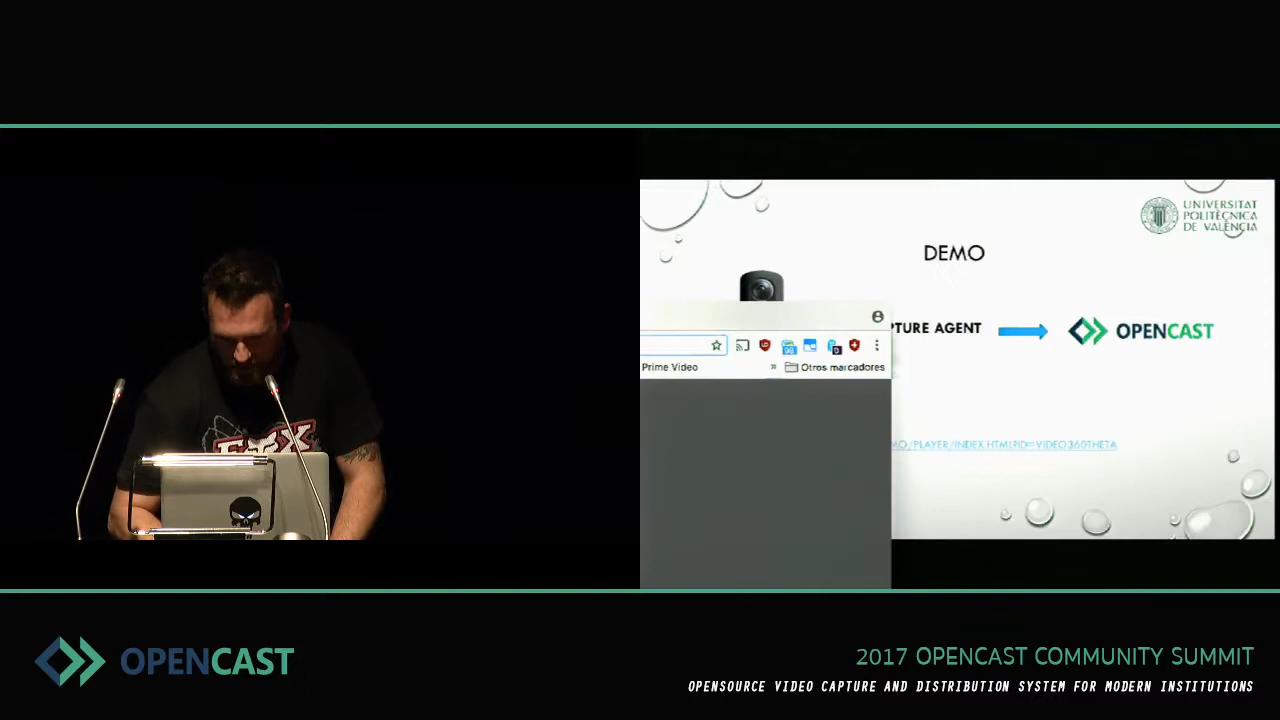 UNIVERSITAT
POLITÈCNICA
DE VALÈNCIA
DEMO
PTURE AGENT
OPENCAST
Prime Video
»
Otros marcadores
MO/PLAYER/INDEX.HTML?ID=VIDEO360THETA
FOX
OPENCAST
2017 OPENCAST COMMUNITY SUMMIT
OPENSOURCE VIDEO CAPTURE AND DISTRIBUTION SYSTEM FOR MODERN INSTITUTIONS